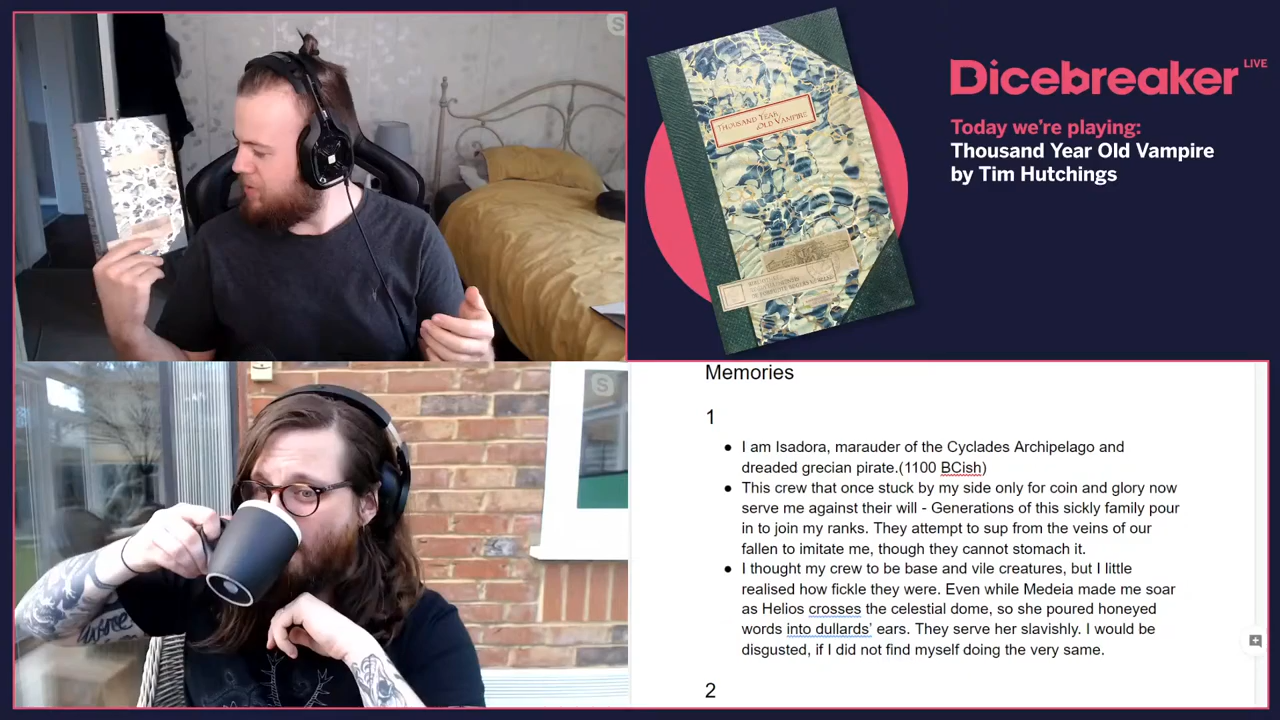 THOUSAND YEAR
OLD VAMPIRE
Dicebreaker LIVE
Today we're playing:
Thousand Year Old Vampire
by Tim Hutchings
Memories
1
● I am Isadora, marauder of the Cyclades Archipelago and
dreaded grecian pirate.(1100 BCish)
● This crew that once stuck by my side only for coin and glory now
serve me against their will - Generations of this sickly family pour
in to join my ranks. They attempt to sup from the veins of our
fallen to imitate me, though they cannot stomach it.
● I thought my crew to be base and vile creatures, but I little
realised how fickle they were. Even while Medeia made me soar
as Helios crosses the celestial dome, so she poured honeyed
words into dullards' ears. They serve her slavishly. I would be
disgusted, if I did not find myself doing the very same.
2